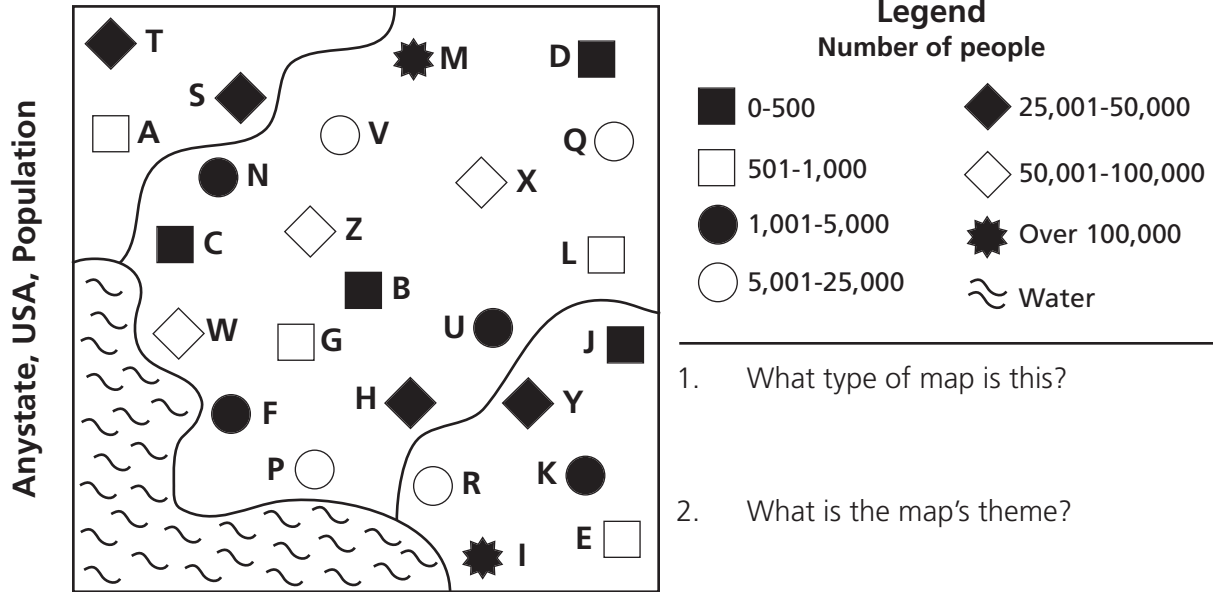 Anystate, USA, Population
T
M
D
S
A
V
Q
N
X
C
Z
L
B
W
G
U
J
F
H
Y
P
R
K
I
E
Legend
Number of people
0-500
501-1,000
1,001-5,000
5,001-25,000
25,001-50,000
50,001-100,000
Over 100,000
Water
1. What type of map is this?
2. What is the map’s theme?